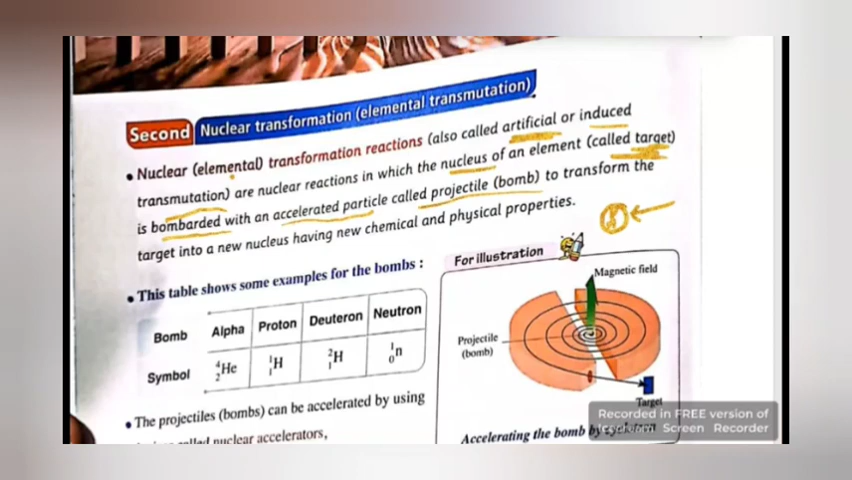 Second Nuclear transformation (elemental transmutation)
• Nuclear (elemental) transformation reactions (also called artificial or induced
transmutation) are nuclear reactions in which the nucleus of an element (called target)
is bombarded with an accelerated particle called projectile (bomb) to transform the
target into a new nucleus having new chemical and physical properties.
• This table shows some examples for the bombs :
Bomb Alpha Proton Deuteron Neutron
Symbol ⁴₂He ¹₁H ²₁H ¹₀n
• The projectiles (bombs) can be accelerated by using
called nuclear accelerators,
For illustration
Magnetic field
Projectile
(bomb)
Target
Accelerating the bomb by cyclotron
Recorded in FREE version of
Screen Recorder